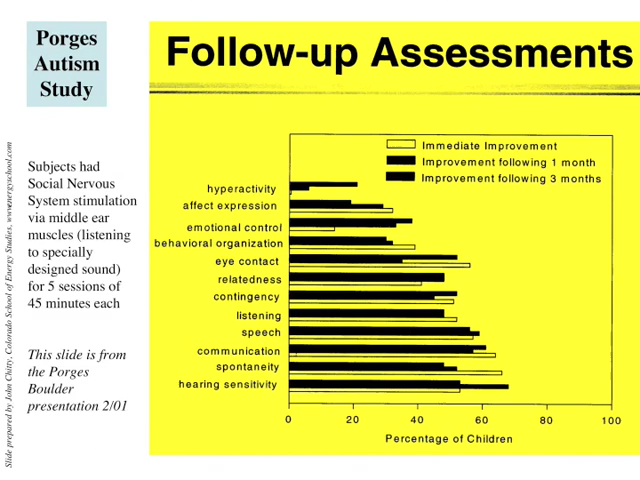 Porges
Autism
Study
Follow-up Assessments
Subjects had
Social Nervous
System stimulation
via middle ear
muscles (listening
to specially
designed sound)
for 5 sessions of
45 minutes each
This slide is from
the Porges
Boulder
presentation 2/01
Slide prepared by John Chitty, Colorado School of Energy Studies, www.energyschool.com
Immediate Improvement
Improvement following 1 month
Improvement following 3 months
hyperactivity
affect expression
emotional control
behavioral organization
eye contact
relatedness
contingency
listening
speech
communication
spontaneity
hearing sensitivity
0 20 40 60 80 100
Percentage of Children